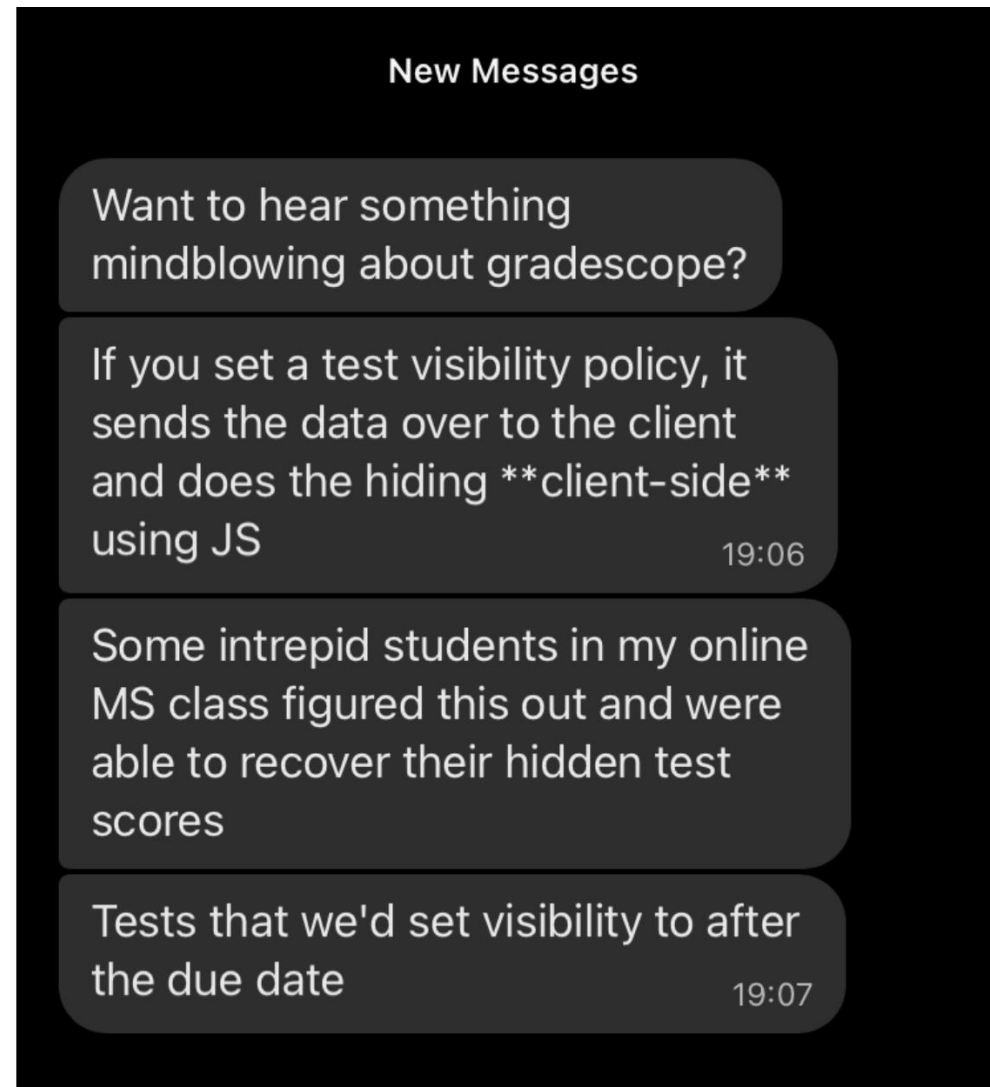 New Messages
Want to hear something
mindblowing about gradescope?
If you set a test visibility policy, it
sends the data over to the client
and does the hiding **client-side**
using JS
19:06
Some intrepid students in my online
MS class figured this out and were
able to recover their hidden test
scores
Tests that we'd set visibility to after
the due date
19:07